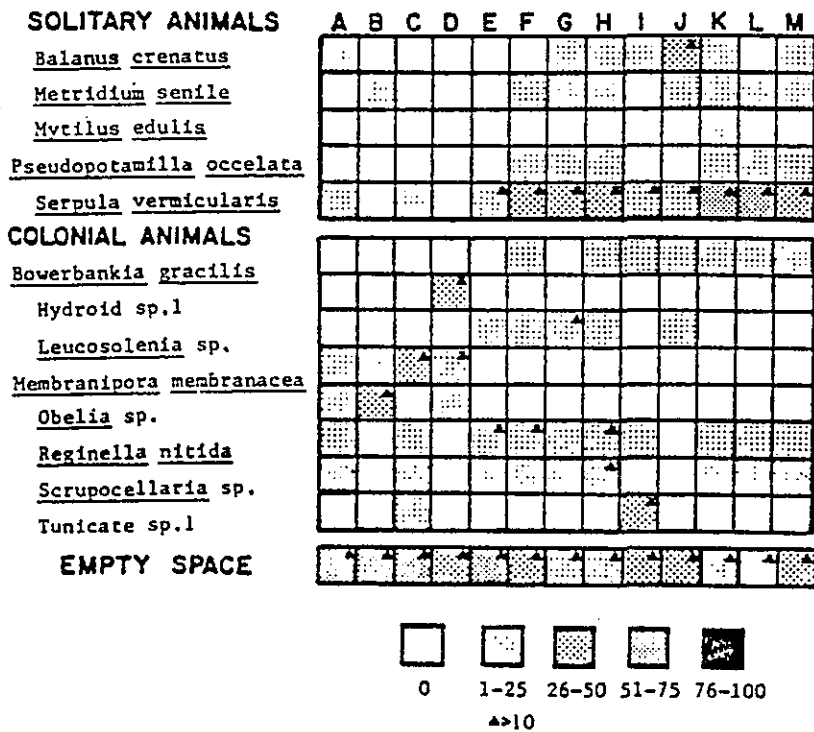 SOLITARY ANIMALS A B C D E F G H I J K L M
Balanus crenatus
Metridium senile
Mytilus edulis
Pseudopotamilla occelata
Serpula vermicularis
COLONIAL ANIMALS
Bowerbankia gracilis
Hydroid sp.1
Leucosolenia sp.
Membranipora membranacea
Obelia sp.
Reginella nitida
Scrupocellaria sp.
Tunicate sp.1
EMPTY SPACE
0 1-25 26-50 51-75 76-100
▲>10